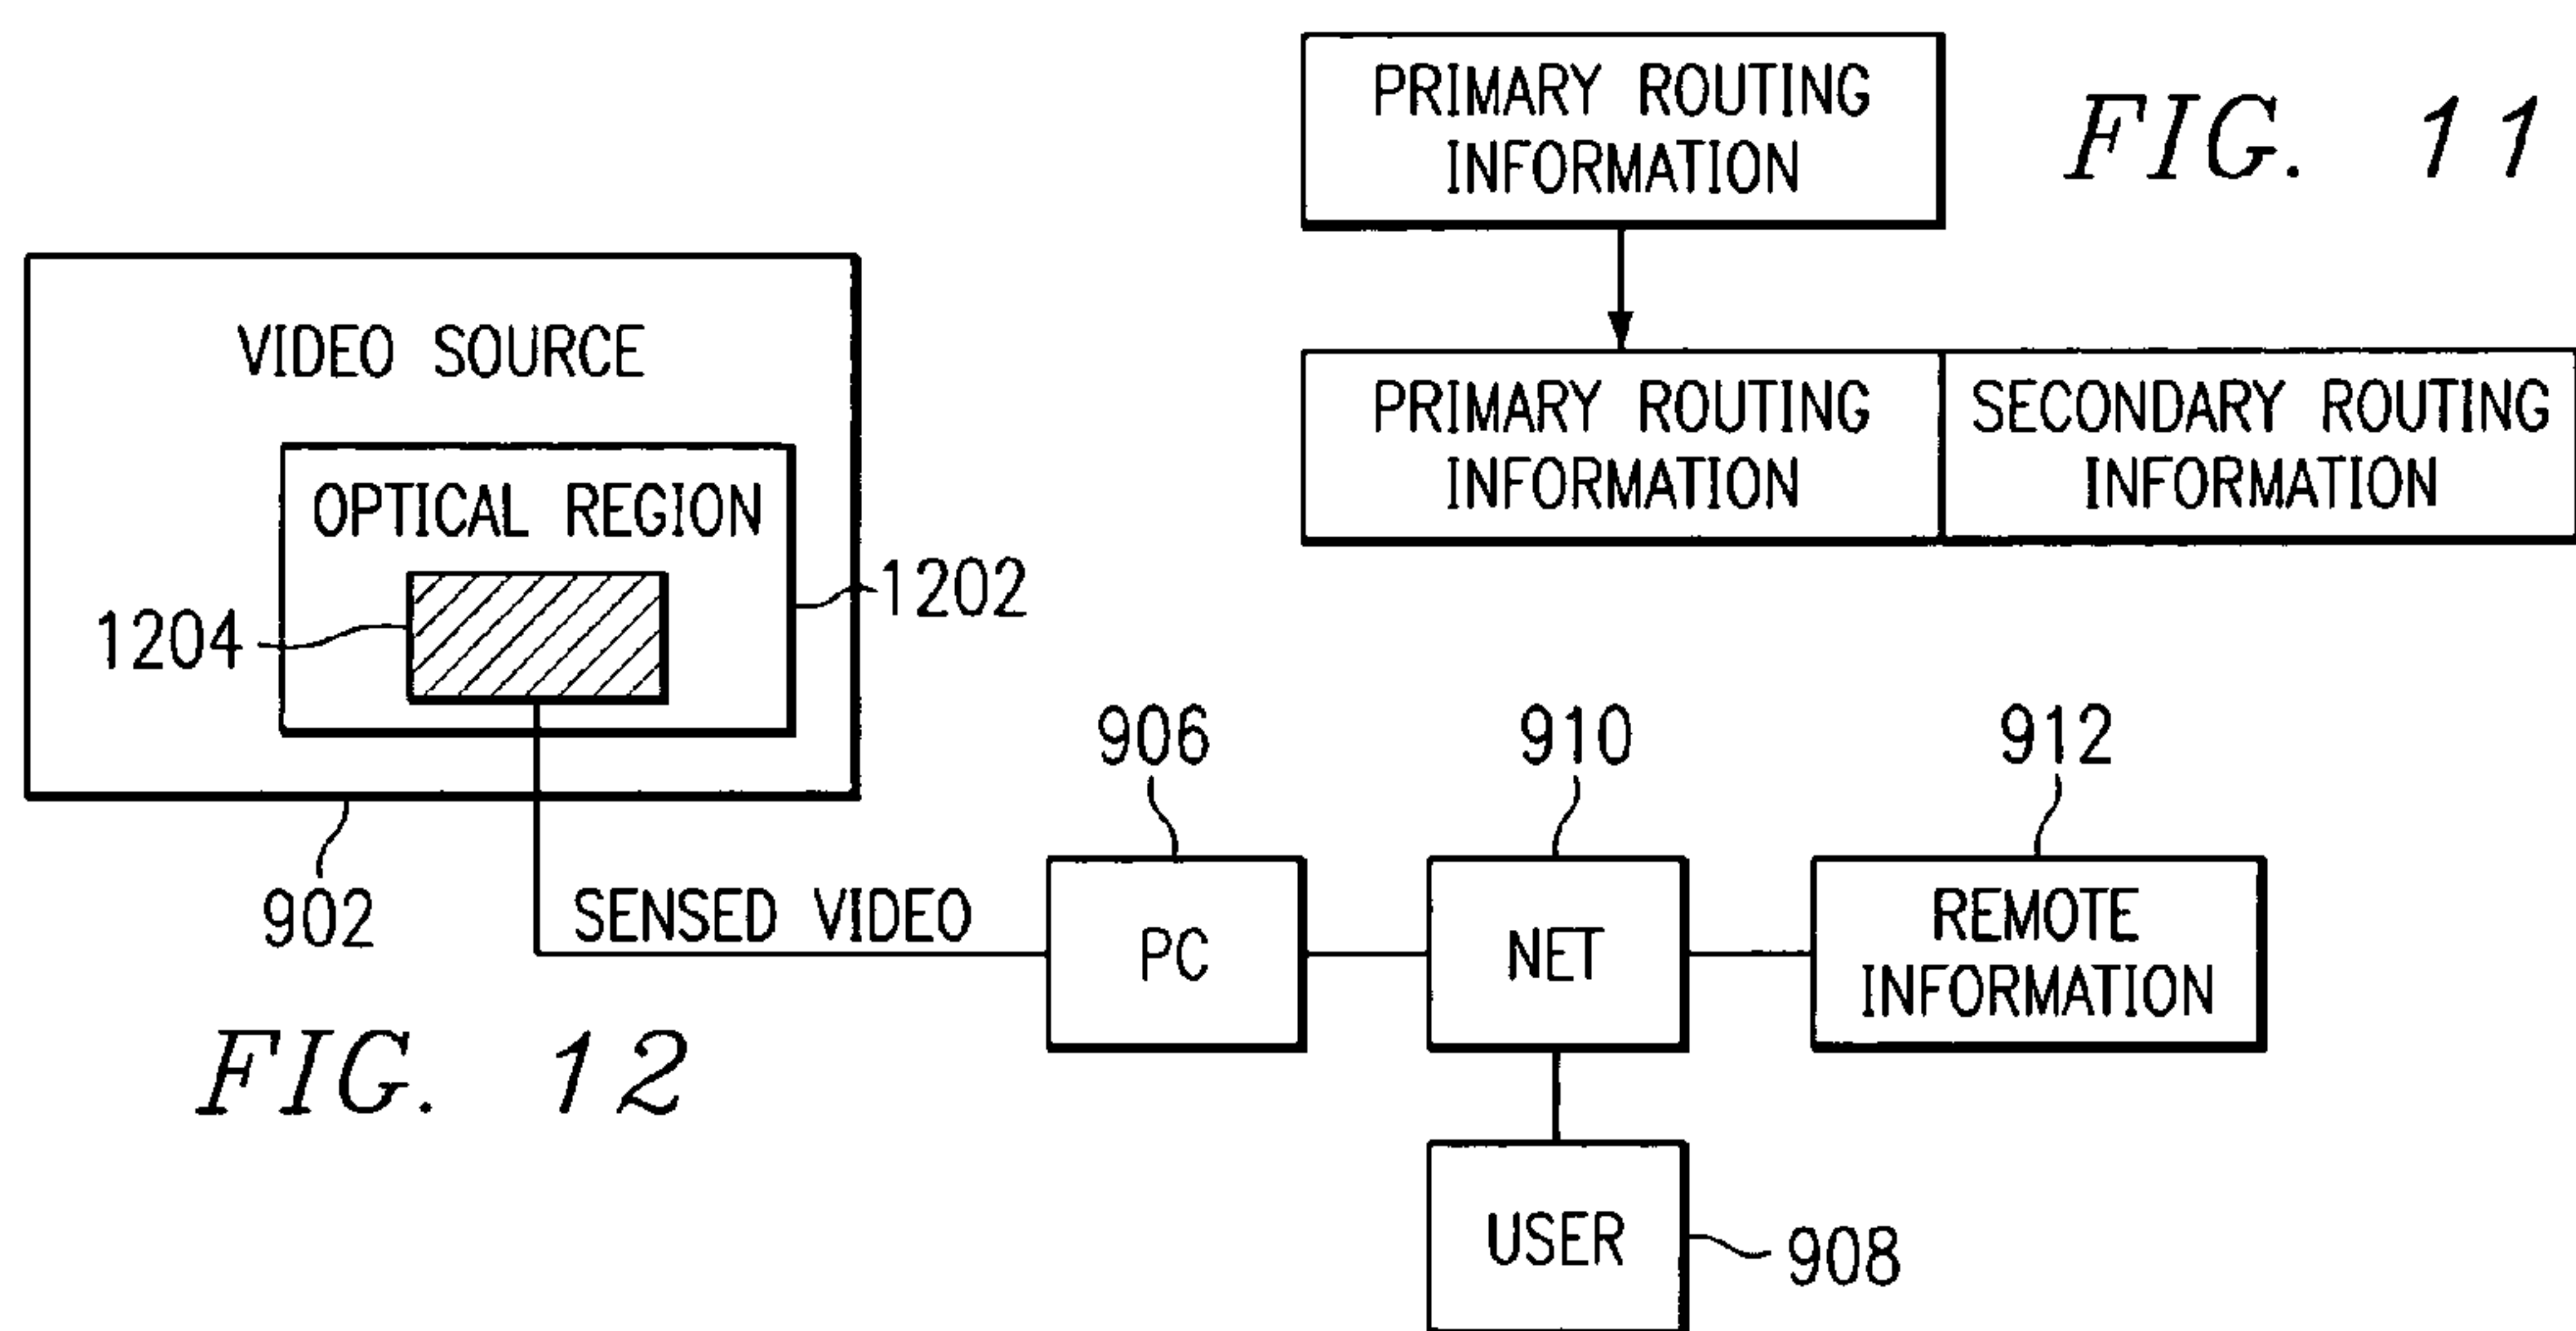 PRIMARY ROUTING
INFORMATION
FIG. 11
PRIMARY ROUTING
INFORMATION
SECONDARY ROUTING
INFORMATION
VIDEO SOURCE
OPTICAL REGION
1202
1204
902
SENSED VIDEO
906
PC
910
NET
912
REMOTE
INFORMATION
USER
908
FIG. 12